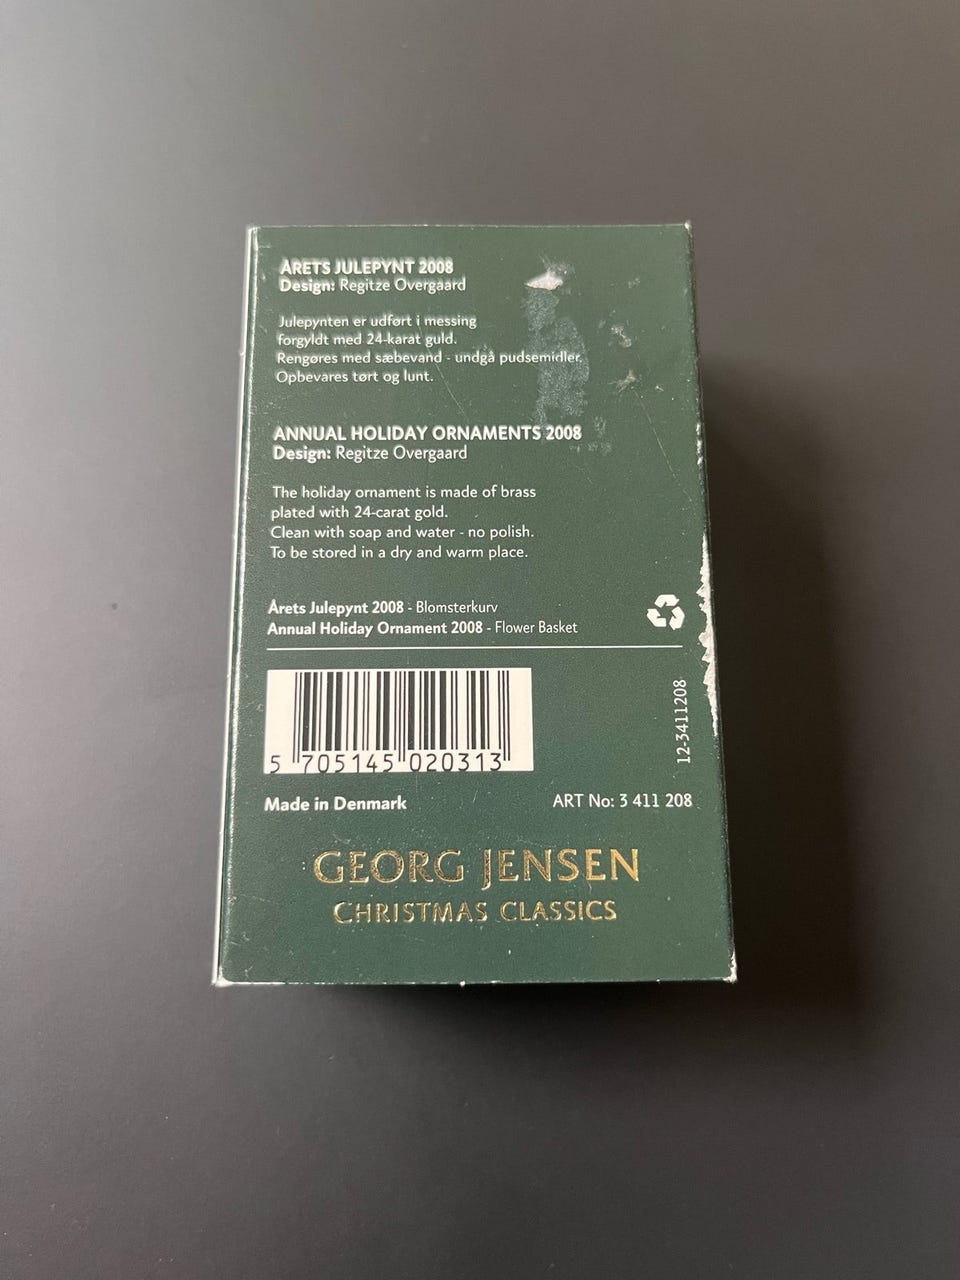 ÅRETS JULEPYNT 2008
Design: Regitze Overgaard
Julepynten er udført i messing
forgyldt med 24-karat guld.
Rengøres med sæbevand - undgå pudsemidler.
Opbevares tørt og lunt.
ANNUAL HOLIDAY ORNAMENTS 2008
Design: Regitze Overgaard
The holiday ornament is made of brass
plated with 24-carat gold.
Clean with soap and water - no polish.
To be stored in a dry and warm place.
Årets Julepynt 2008 - Blomsterkurv
Annual Holiday Ornament 2008 - Flower Basket
12-3411208
5 705145 020313
Made in Denmark
ART No: 3 411 208
GEORG JENSEN
CHRISTMAS CLASSICS